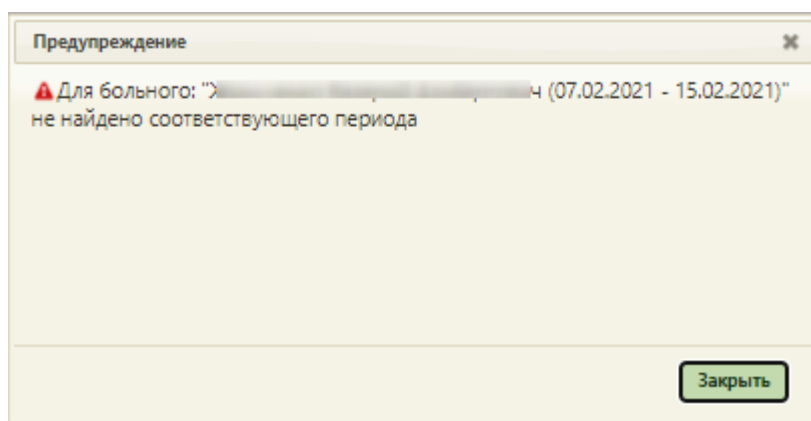 Предупреждение
Для больного: "Ж ч (07.02.2021 - 15.02.2021)"
не найдено соответствующего периода
Закрыть